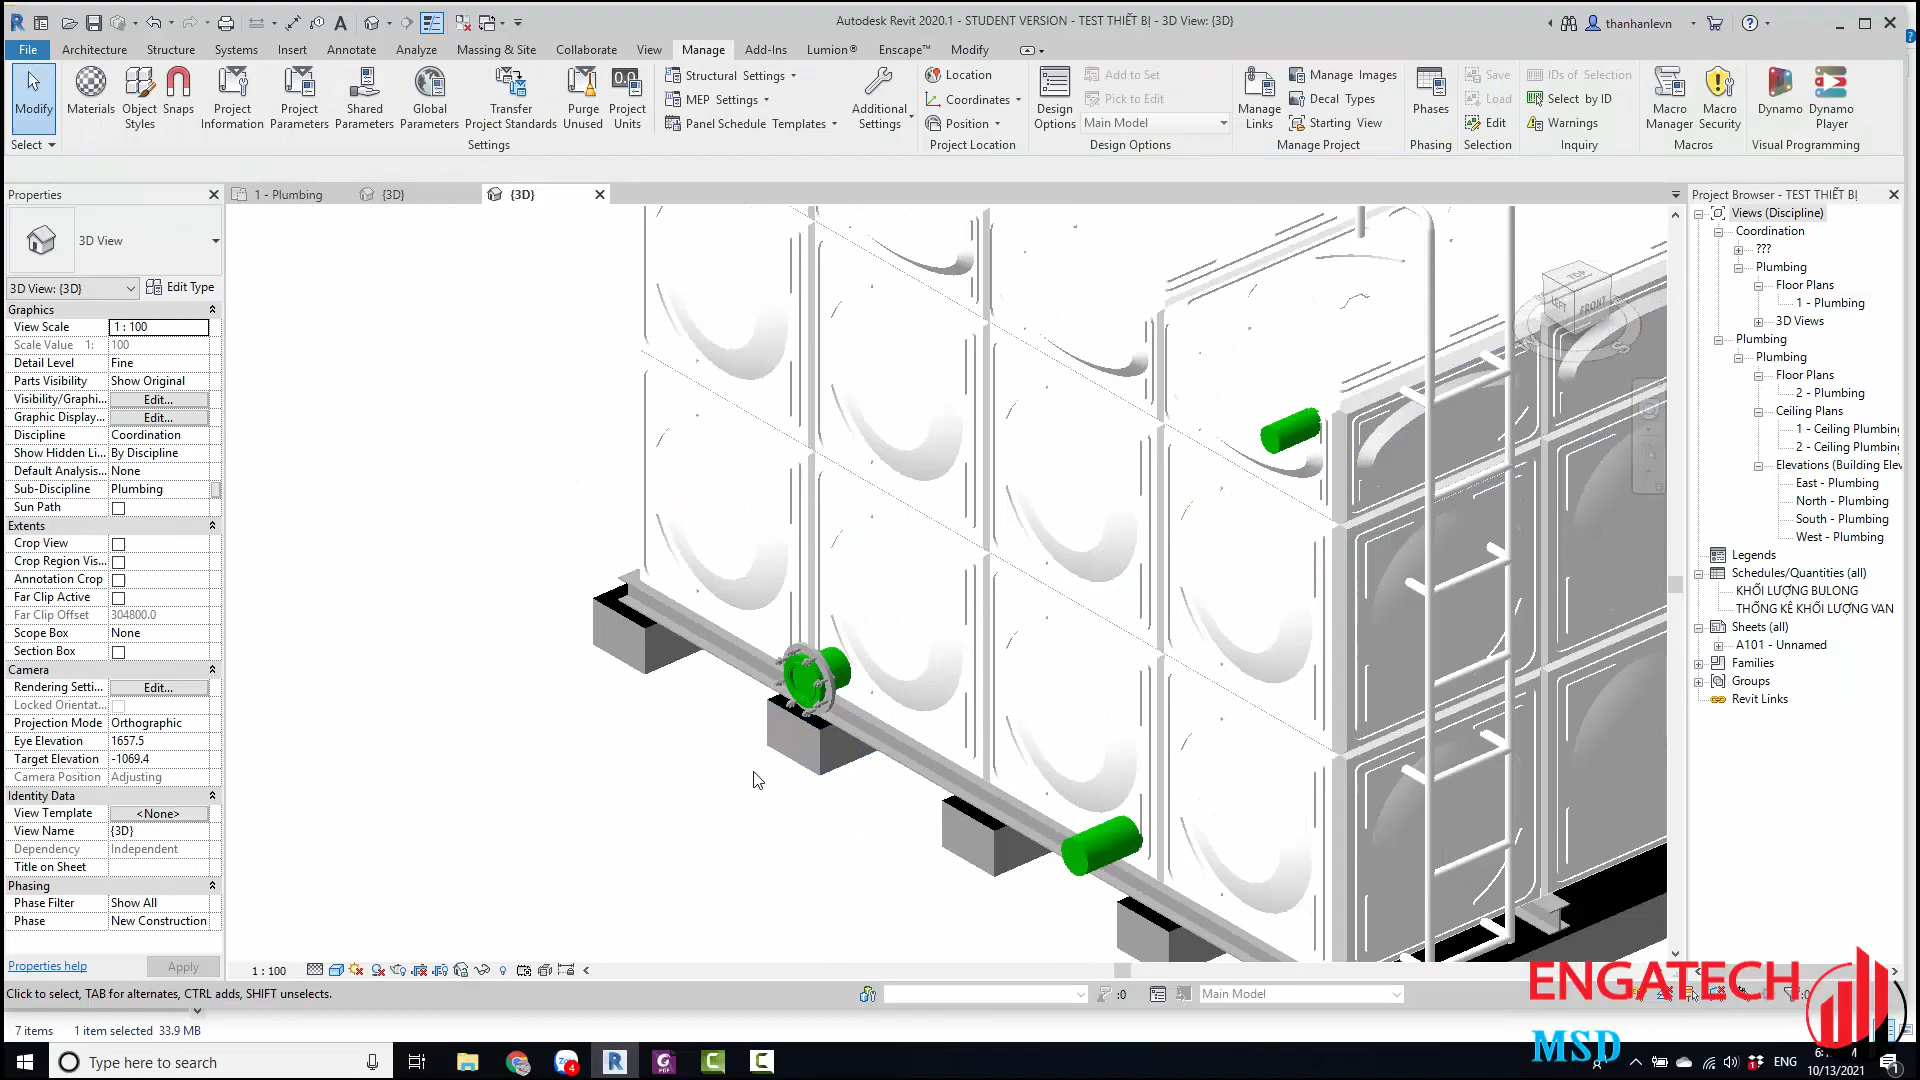 Autodesk Revit 2020.1 - STUDENT VERSION - TEST THIẾT BỊ - 3D View: {3D}
thanhanlevn
File Architecture Structure Systems Insert Annotate Analyze Massing & Site Collaborate View Manage Add-Ins Lumion® Enscape™ Modify
Modify
Materials
Object Styles
Snaps
Project Information
Project Parameters
Shared Parameters
Global Parameters
Transfer Project Standards
Purge Unused
Project Units
Structural Settings
MEP Settings
Panel Schedule Templates
Additional Settings
Location
Coordinates
Position
Design Options
Add to Set
Pick to Edit
Main Model
Manage Links
Manage Images
Decal Types
Starting View
Phases
Save
Load
Edit
IDs of Selection
Select by ID
Warnings
Macro Manager
Macro Security
Dynamo
Dynamo Player
Select
Settings
Project Location
Design Options
Manage Project
Phasing
Selection
Inquiry
Macros
Visual Programming
Properties
1 - Plumbing
{3D}
{3D}
Project Browser - TEST THIẾT BỊ
3D View
3D View: {3D}
Edit Type
Graphics
View Scale 1 : 100
Scale Value 1: 100
Detail Level Fine
Parts Visibility Show Original
Visibility/Graphi... Edit...
Graphic Display... Edit...
Discipline Coordination
Show Hidden Li... By Discipline
Default Analysis... None
Sub-Discipline Plumbing
Sun Path
Extents
Crop View
Crop Region Vis...
Annotation Crop
Far Clip Active
Far Clip Offset 304800.0
Scope Box None
Section Box
Camera
Rendering Setti... Edit...
Locked Orientat...
Projection Mode Orthographic
Eye Elevation 1657.5
Target Elevation -1069.4
Camera Position Adjusting
Identity Data
View Template <None>
View Name {3D}
Dependency Independent
Title on Sheet
Phasing
Phase Filter Show All
Phase New Construction
Properties help
Apply
TOP
LEFT
FRONT
Views (Discipline)
Coordination
???
Plumbing
Floor Plans
1 - Plumbing
3D Views
Plumbing
Plumbing
Floor Plans
2 - Plumbing
Ceiling Plans
1 - Ceiling Plumbing
2 - Ceiling Plumbing
Elevations (Building Elev
East - Plumbing
North - Plumbing
South - Plumbing
West - Plumbing
Legends
Schedules/Quantities (all)
KHỐI LƯỢNG BULONG
THỐNG KÊ KHỐI LƯỢNG VAN
Sheets (all)
A101 - Unnamed
Families
Groups
Revit Links
1 : 100
Click to select, TAB for alternates, CTRL adds, SHIFT unselects.
:0
Main Model
ENGATECH
MSD
7 items 1 item selected 33.9 MB
Type here to search
4
ENG
10/13/2021
1